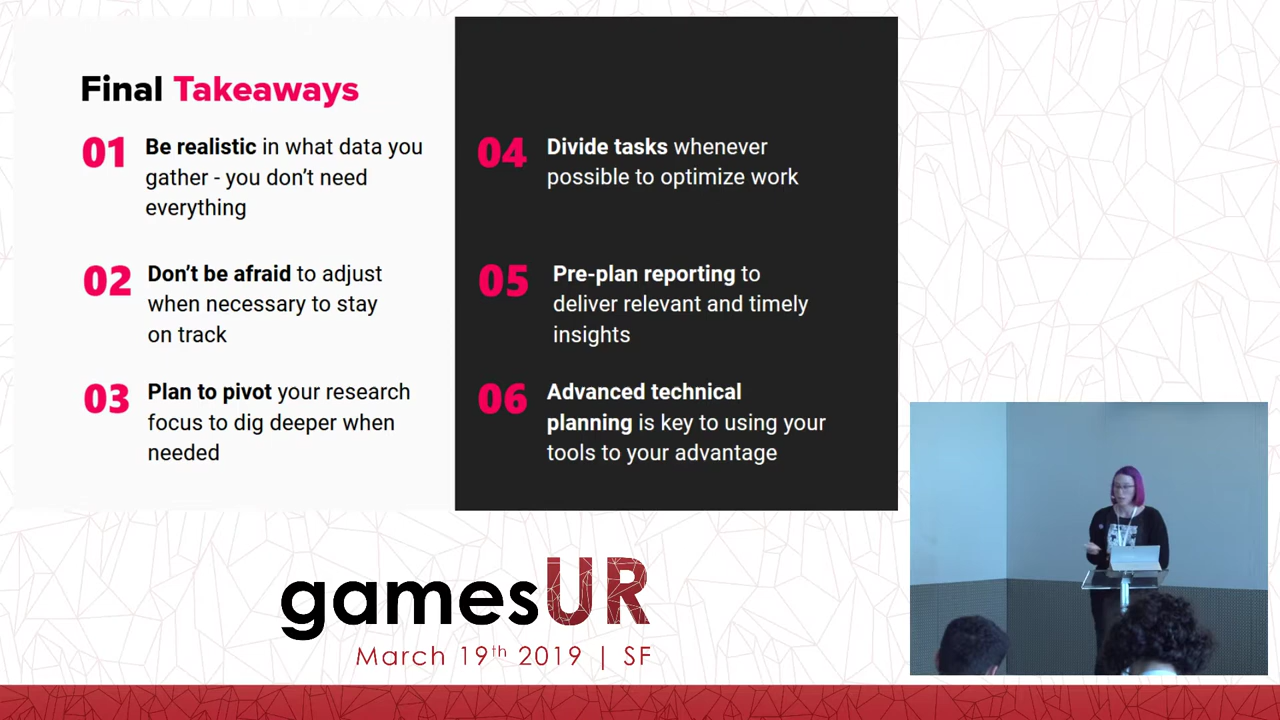 Final Takeaways
01
Be realistic in what data you
gather - you don't need
everything
02
Don't be afraid to adjust
when necessary to stay
on track
03
Plan to pivot your research
focus to dig deeper when
needed
04
Divide tasks whenever
possible to optimize work
05
Pre-plan reporting to
deliver relevant and timely
insights
06
Advanced technical
planning is key to using your
tools to your advantage
gamesUR
March 19th 2019 | SF